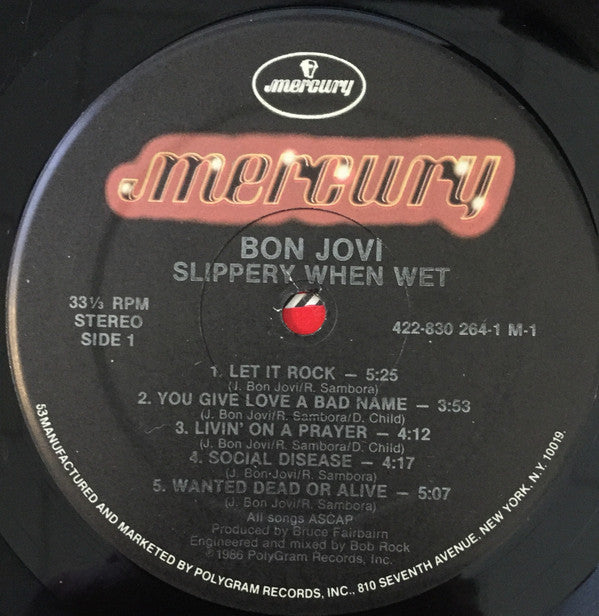 mercury
mercury
BON JOVI
SLIPPERY WHEN WET
33⅓ RPM
STEREO
SIDE 1
422-830 264-1 M-1
1. LET IT ROCK — 5:25
(J. Bon Jovi/R. Sambora)
2. YOU GIVE LOVE A BAD NAME — 3:53
(J. Bon Jovi/R. Sambora/D. Child)
3. LIVIN' ON A PRAYER — 4:12
(J. Bon Jovi/R. Sambora/D. Child)
4. SOCIAL DISEASE — 4:17
(J. Bon Jovi/R. Sambora)
5. WANTED DEAD OR ALIVE — 5:07
(J. Bon Jovi/R. Sambora)
All songs ASCAP
Produced by Bruce Fairbairn
Engineered and mixed by Bob Rock
©1986 PolyGram Records, Inc.
53 MANUFACTURED AND MARKETED BY POLYGRAM RECORDS, INC., 810 SEVENTH AVENUE, NEW YORK, N.Y. 10019.